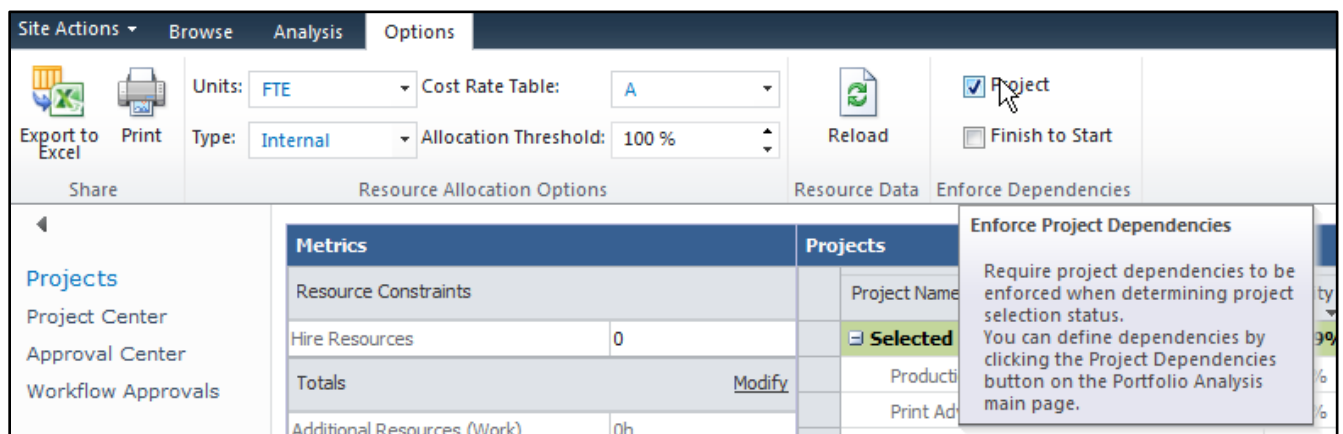 Site Actions Browse Analysis Options
Units: FTE Cost Rate Table: A
Project
Export to Excel Print Type: Internal Allocation Threshold: 100 % Reload Finish to Start
Share Resource Allocation Options Resource Data Enforce Dependencies
Enforce Project Dependencies
Require project dependencies to be
enforced when determining project
selection status.
You can define dependencies by
clicking the Project Dependencies
button on the Portfolio Analysis
main page.
Projects
Project Center
Approval Center
Workflow Approvals
Metrics
Resource Constraints
Hire Resources 0
Totals Modify
Additional Resources (Work) 0h
Projects
Project Name
Selected 9%
Print